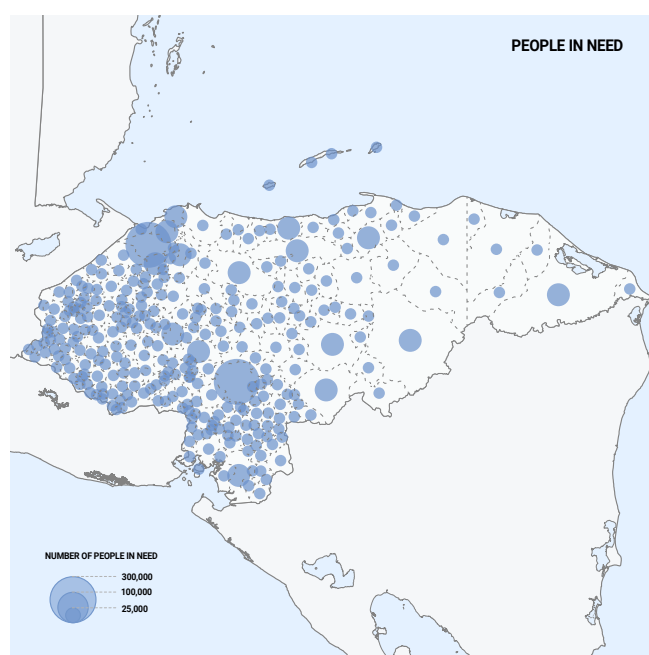 PEOPLE IN NEED
NUMBER OF PEOPLE IN NEED
300,000
100,000
25,000